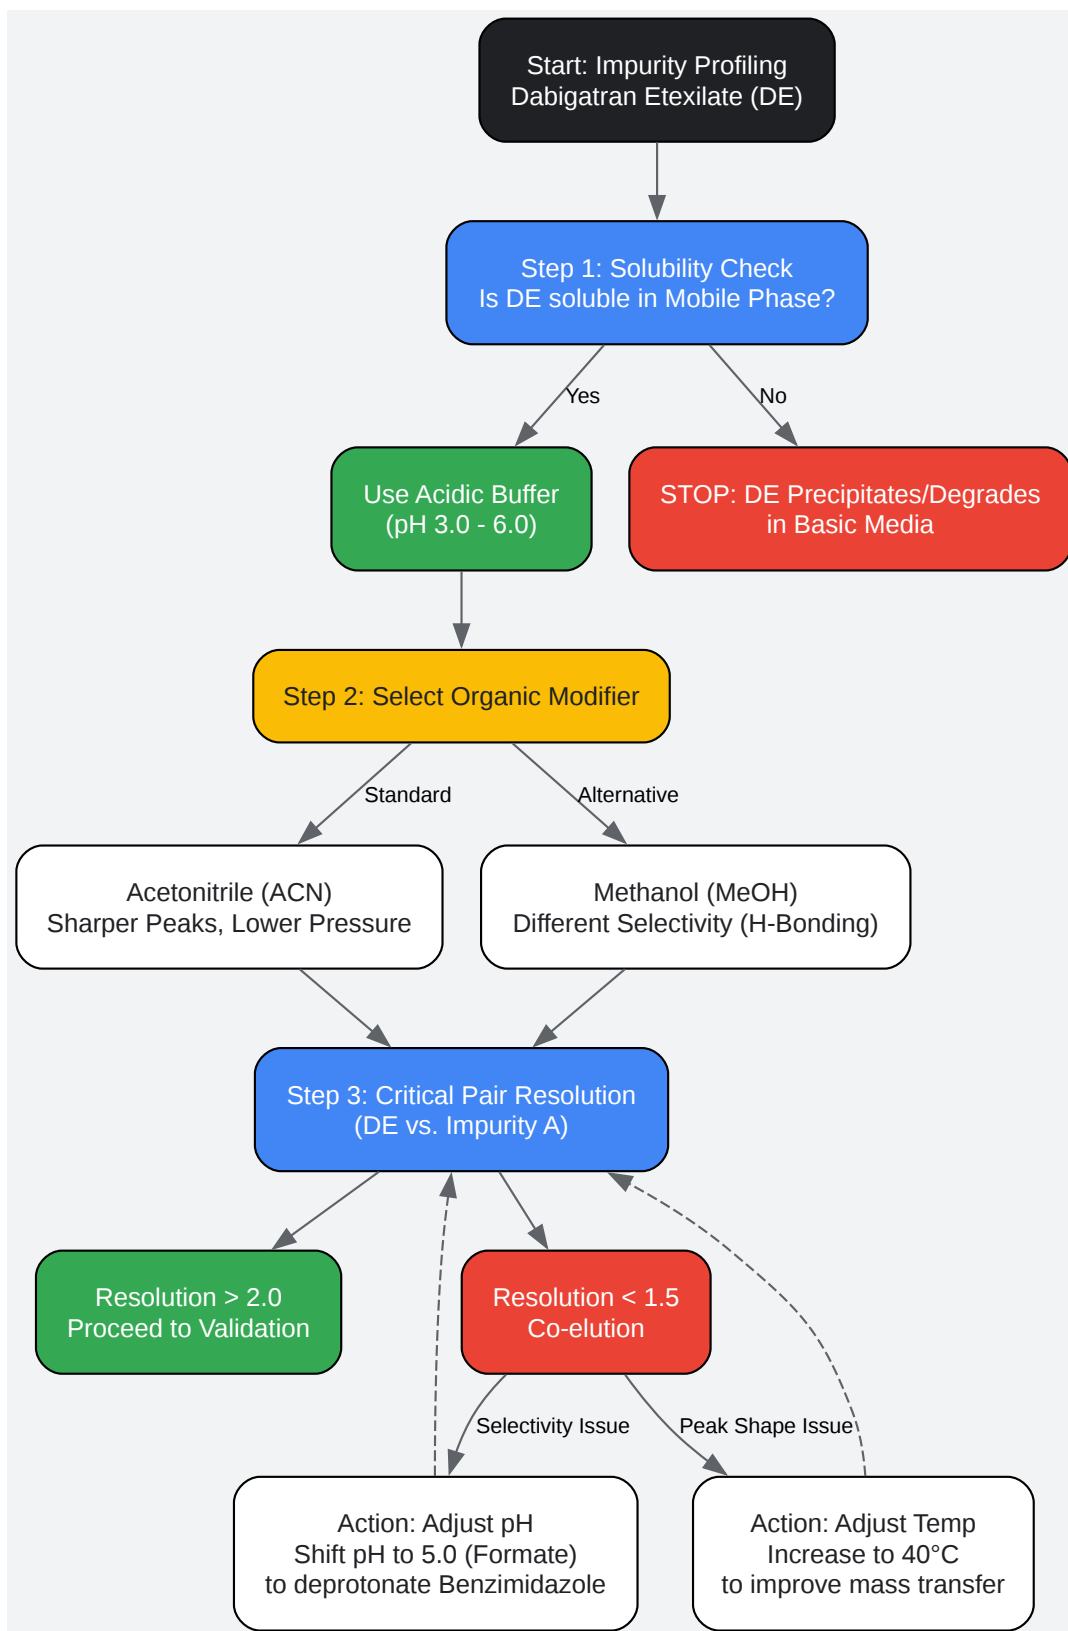 Start: Impurity Profiling
Dabigatran Etexilate (DE)
Step 1: Solubility Check
Is DE soluble in Mobile Phase?
Yes
No
Use Acidic Buffer
(pH 3.0 - 6.0)
STOP: DE Precipitates/Degrades
in Basic Media
Step 2: Select Organic Modifier
Standard
Alternative
Acetonitrile (ACN)
Sharper Peaks, Lower Pressure
Methanol (MeOH)
Different Selectivity (H-Bonding)
Step 3: Critical Pair Resolution
(DE vs. Impurity A)
Resolution > 2.0
Proceed to Validation
Resolution < 1.5
Co-elution
Selectivity Issue
Peak Shape Issue
Action: Adjust pH
Shift pH to 5.0 (Formate)
to deprotonate Benzimidazole
Action: Adjust Temp
Increase to 40°C
to improve mass transfer